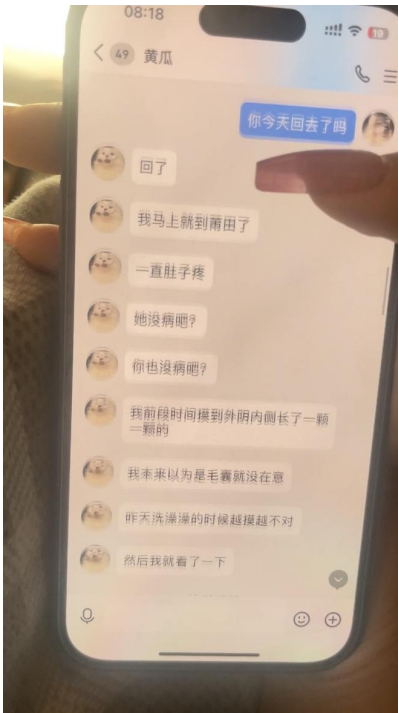 08:18
19
49
黄瓜
你今天回去了吗
回了
我马上就到莆田了
一直肚子疼
她没病吧?
你也没病吧?
我前段时间摸到外阴内侧长了一颗
一颗的
我本来以为是毛囊就没在意
昨天洗澡澡的时候越摸越不对
然后我就看了一下